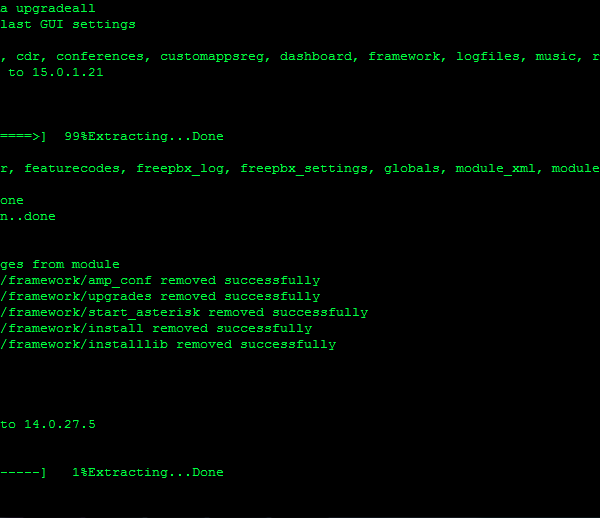 a upgradeall
last GUI settings
, cdr, conferences, customappsreg, dashboard, framework, logfiles, music, r
to 15.0.1.21
====>] 99%Extracting...Done
r, featurecodes, freepbx_log, freepbx_settings, globals, module_xml, module
one
n..done
ges from module
/framework/amp_conf removed successfully
/framework/upgrades removed successfully
/framework/start_asterisk removed successfully
/framework/install removed successfully
/framework/installlib removed successfully
to 14.0.27.5
-----] 1%Extracting...Done